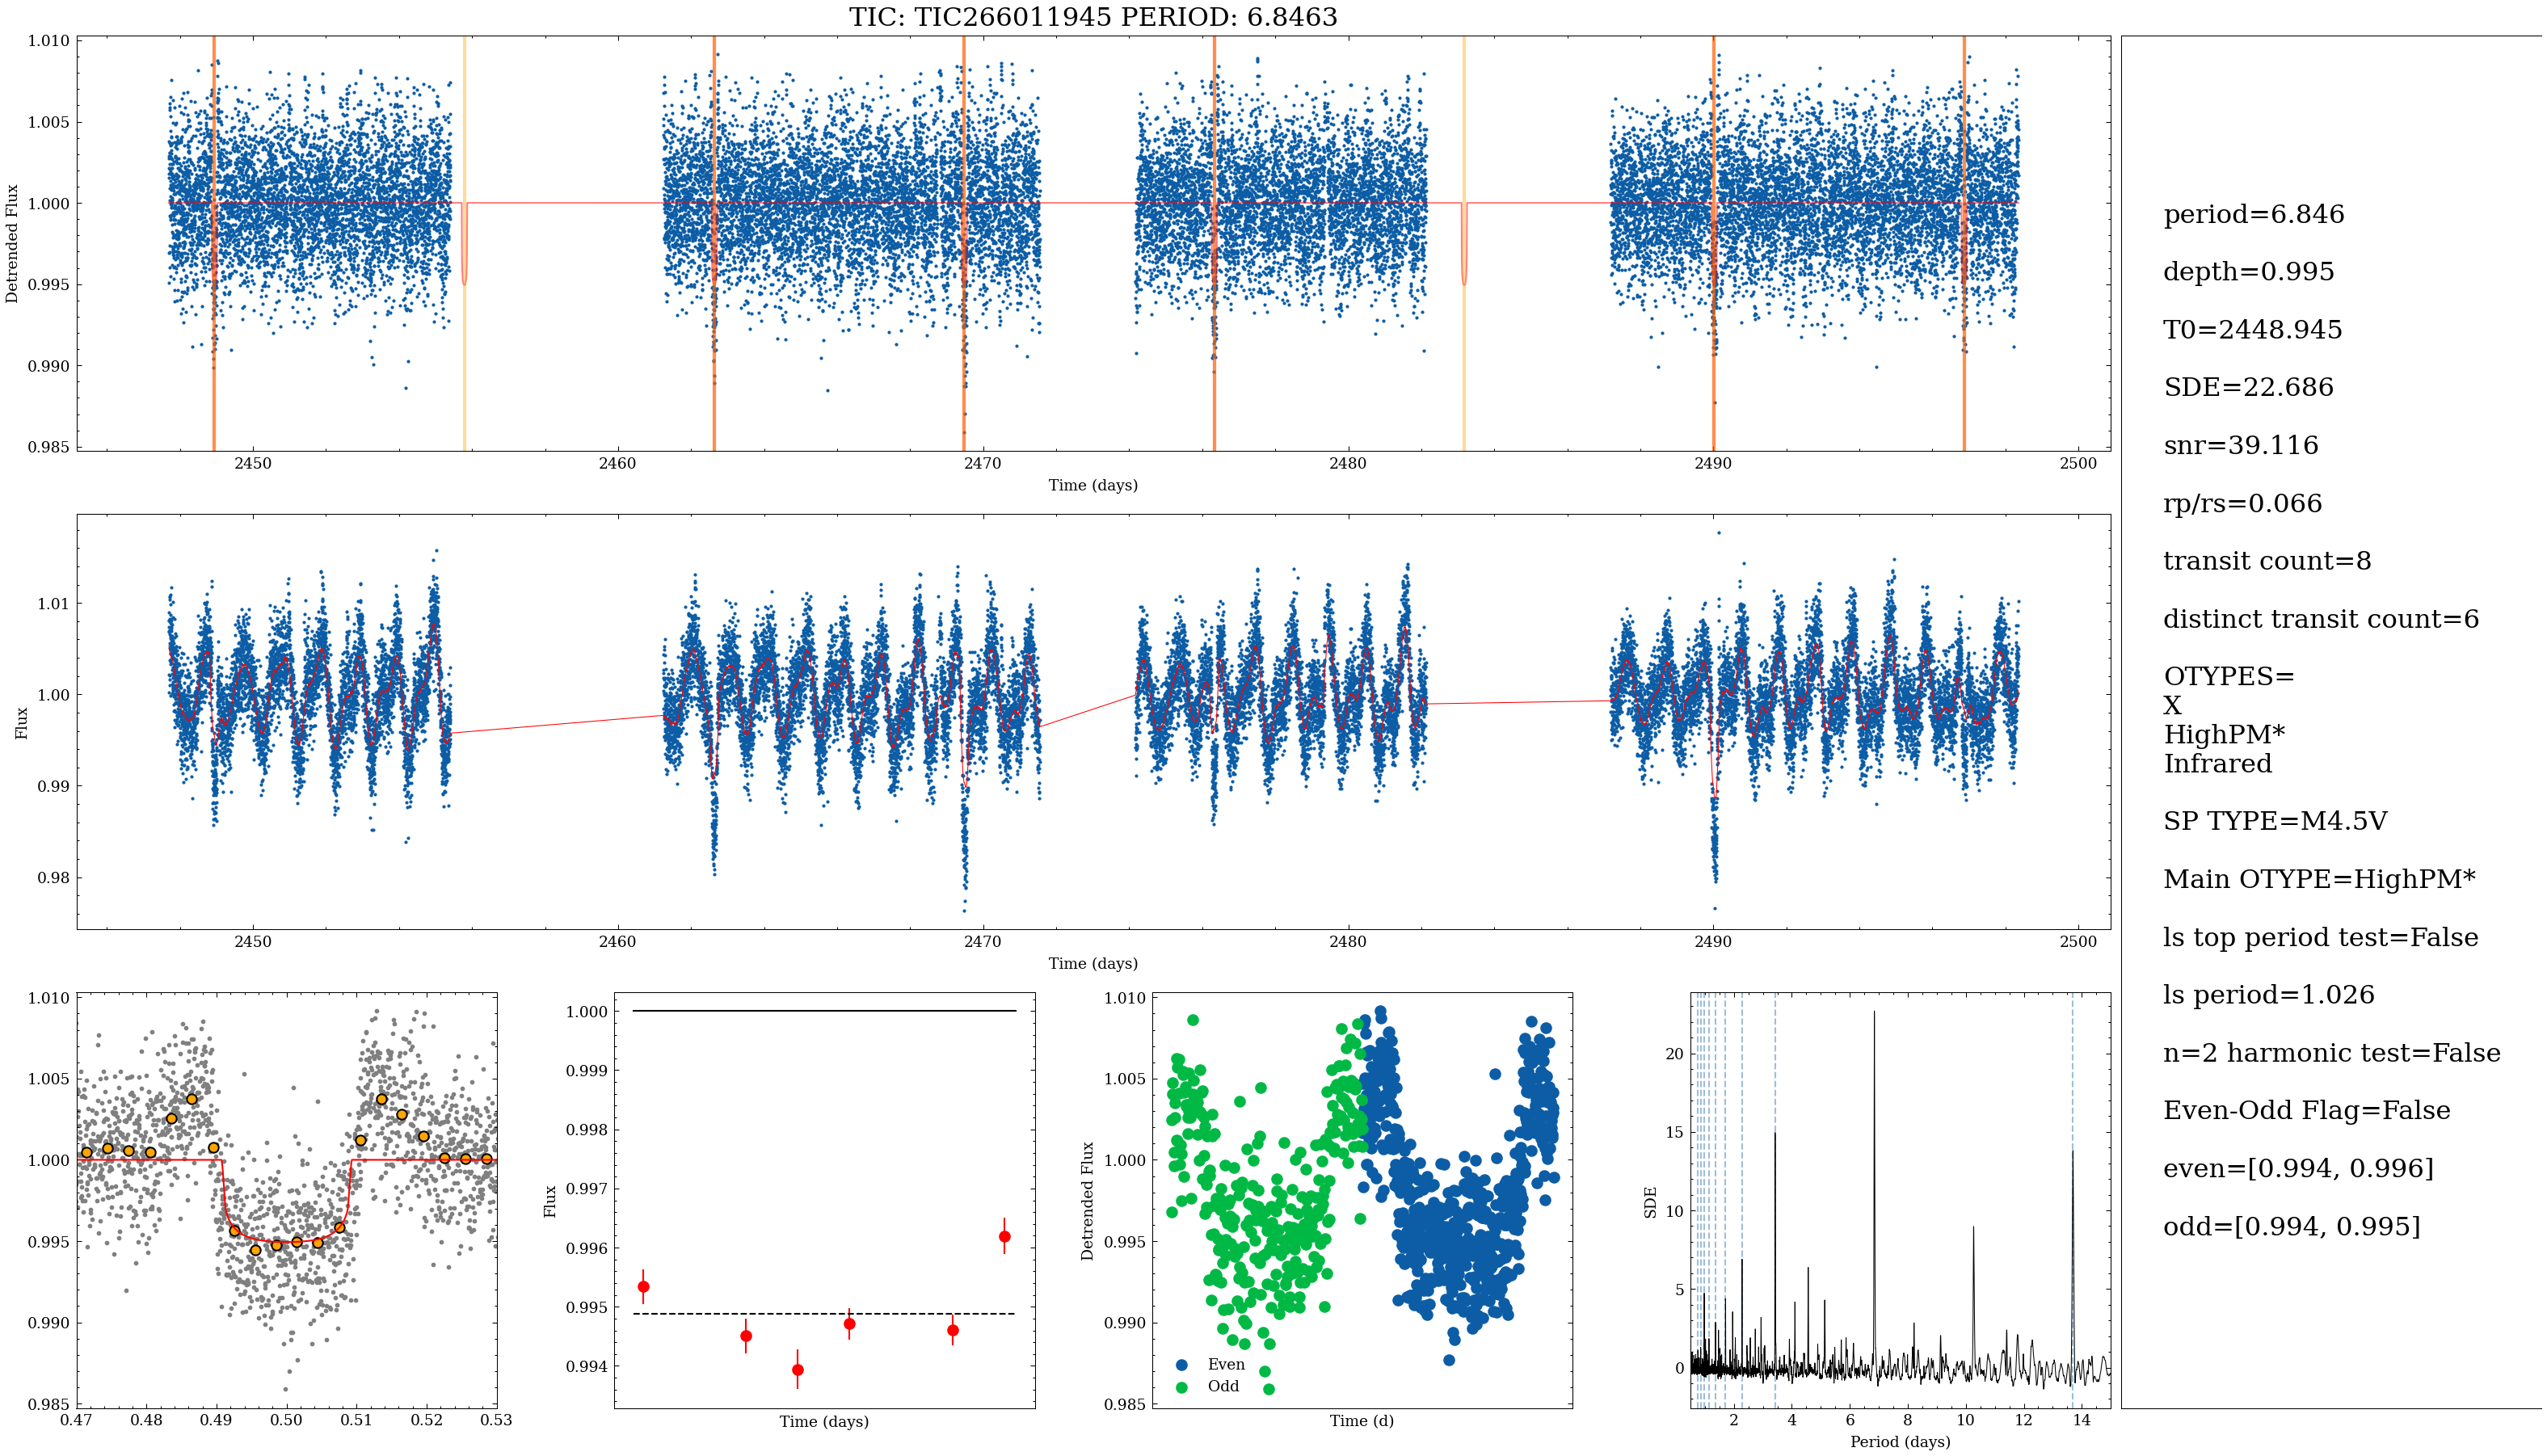 TIC: TIC266011945 PERIOD: 6.8463
1.010
1.005
1.000
0.995
0.990
0.985
Detrended Flux
2450
2460
2470
2480
2490
2500
Time (days)
1.01
1.00
0.99
0.98
Flux
2450
2460
2470
2480
2490
2500
Time (days)
1.010
1.005
1.000
0.995
0.990
0.985
0.47
0.48
0.49
0.50
0.51
0.52
0.53
1.000
0.999
0.998
0.997
0.996
0.995
0.994
Flux
Time (days)
1.010
1.005
1.000
0.995
0.990
0.985
Detrended Flux
Even
Odd
Time (d)
20
15
10
5
0
SDE
2
4
6
8
10
12
14
Period (days)
period=6.846
depth=0.995
T0=2448.945
SDE=22.686
snr=39.116
rp/rs=0.066
transit count=8
distinct transit count=6
OTYPES=
X
HighPM*
Infrared
SP TYPE=M4.5V
Main OTYPE=HighPM*
ls top period test=False
ls period=1.026
n=2 harmonic test=False
Even-Odd Flag=False
even=[0.994, 0.996]
odd=[0.994, 0.995]